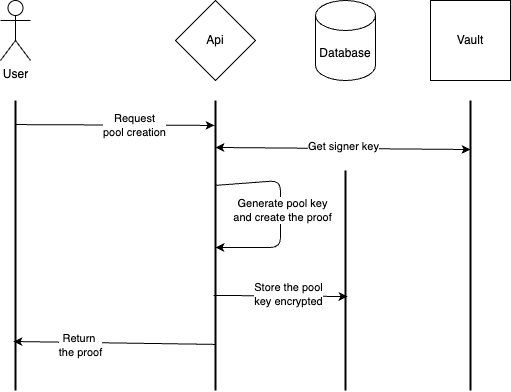 User
Api
Database
Vault
Request
pool creation
Get signer key
Generate pool key
and create the proof
Store the pool
key encrypted
Return
the proof